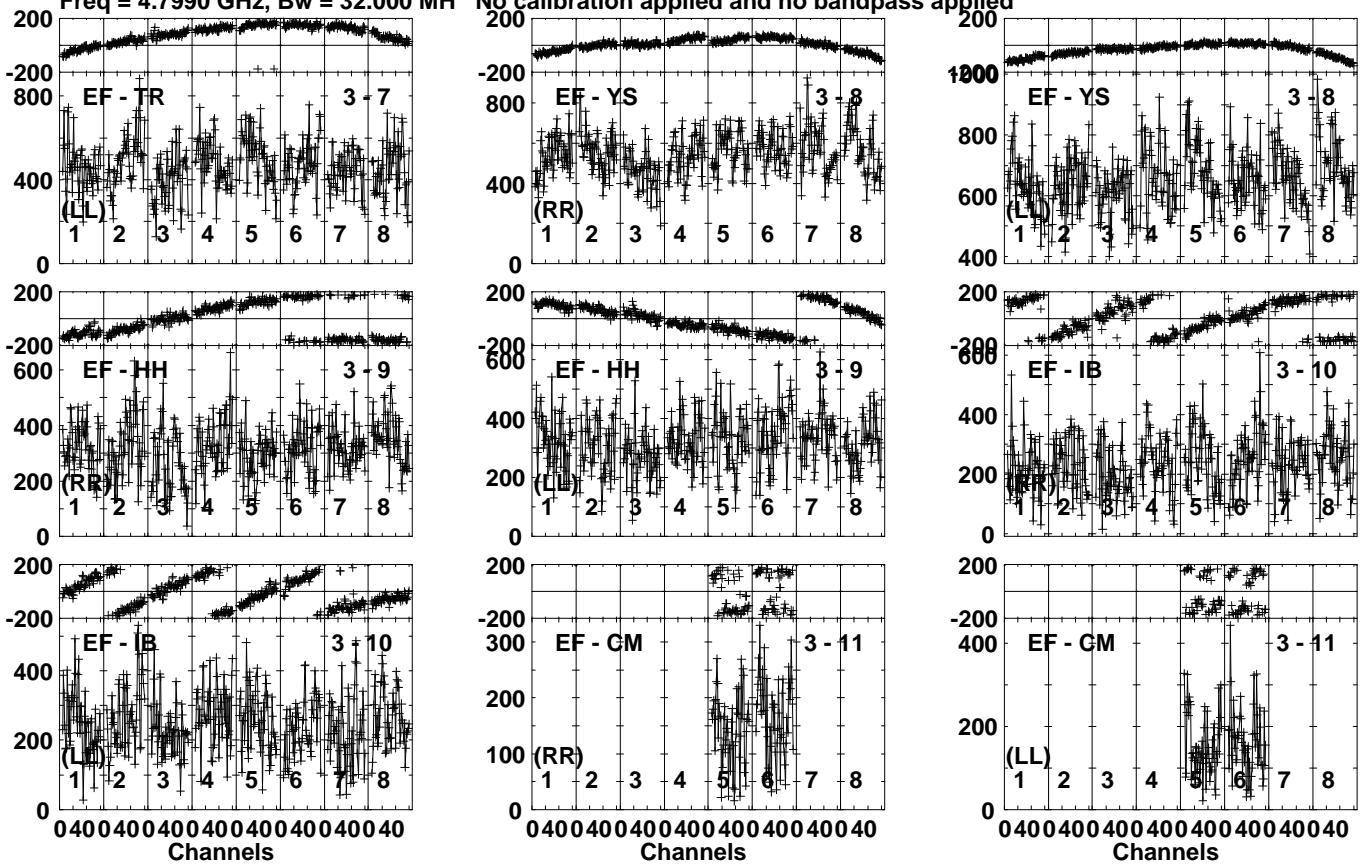 Freq = 4.7990 GHz, Bw = 32.000 MH No calibration applied and no bandpass applied
200
-200
800
400
0
EF - TR 3 - 7
(LL)
1 2 3 4 5 6 7 8
200
-200
800
400
0
EF - YS 3 - 8
(RR)
1 2 3 4 5 6 7 8
200
-200
1000
800
600
400
EF - YS 3 - 8
(LL)
1 2 3 4 5 6 7 8
200
-200
600
400
200
0
EF - HH 3 - 9
(RR)
1 2 3 4 5 6 7 8
200
-200
600
400
200
0
EF - HH 3 - 9
(LL)
1 2 3 4 5 6 7 8
200
-200
600
400
200
0
EF - IB 3 - 10
(RR)
1 2 3 4 5 6 7 8
200
-200
400
200
0
EF - IB 3 - 10
(LL)
1 2 3 4 5 6 7 8
200
-200
300
200
100
0
EF - CM 3 - 11
(RR)
1 2 3 4 5 6 7 8
200
-200
400
200
0
EF - CM 3 - 11
(LL)
1 2 3 4 5 6 7 8
0 40 0 40 0 40 0 40 0 40 0 40 0 40 0 40
0 40 0 40 0 40 0 40 0 40 0 40 0 40 0 40
0 40 0 40 0 40 0 40 0 40 0 40 0 40 0 40
Channels Channels Channels